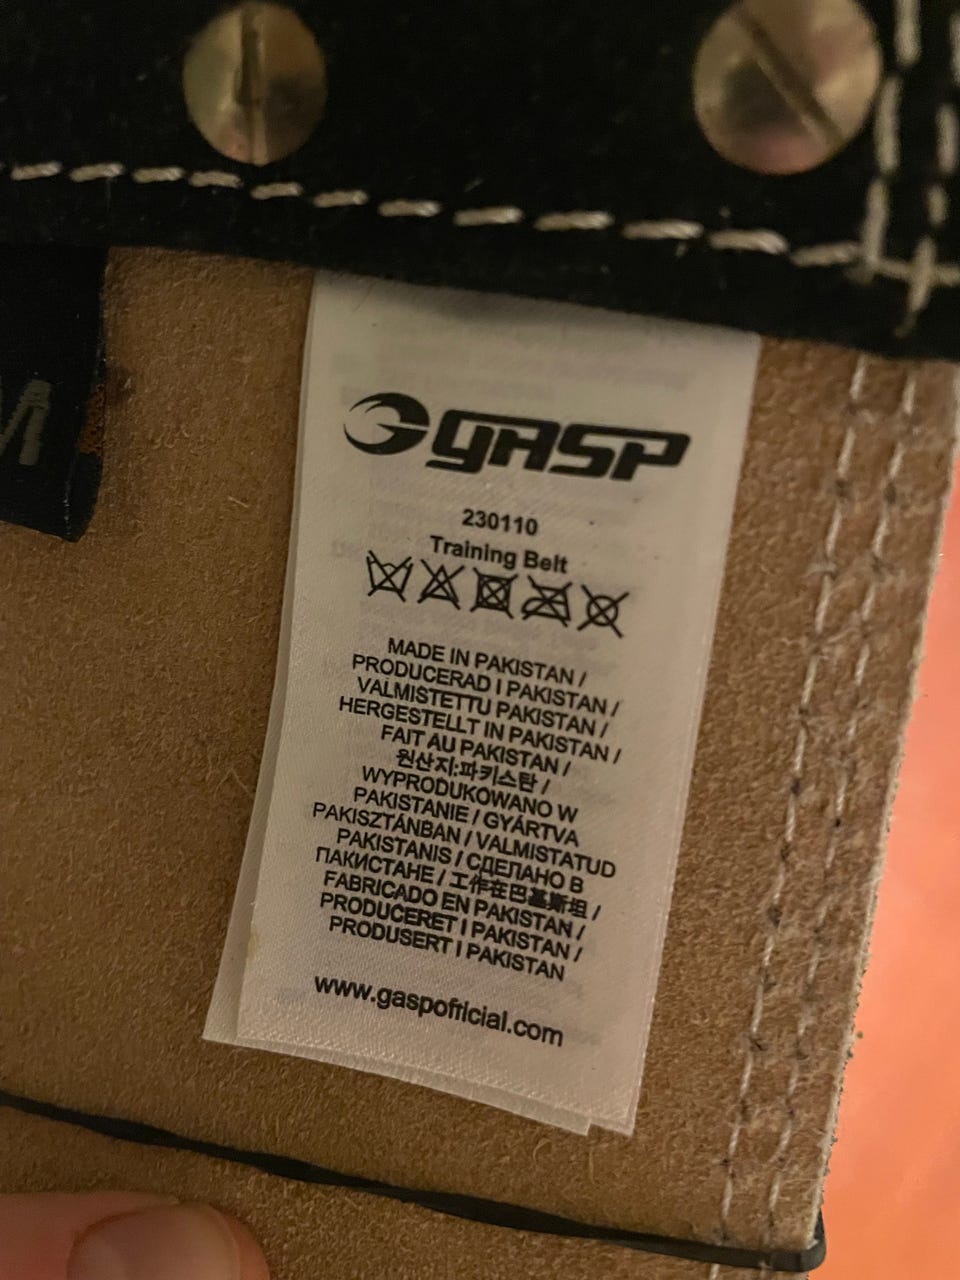 M
GASP
230110
Training Belt
MADE IN PAKISTAN /
PRODUCERAD I PAKISTAN /
VALMISTETTU PAKISTAN /
HERGESTELLT IN PAKISTAN /
FAIT AU PAKISTAN /
원산지:파키스탄 /
WYPRODUKOWANO W
PAKISTANIE / GYÁRTVA
PAKISZTÁNBAN / VALMISTATUD
PAKISTANIS / СДЕЛАНО В
ПАКИСТАНЕ / 工作在巴基斯坦 /
FABRICADO EN PAKISTAN /
PRODUCERET I PAKISTAN /
PRODUSERT I PAKISTAN
www.gaspofficial.com